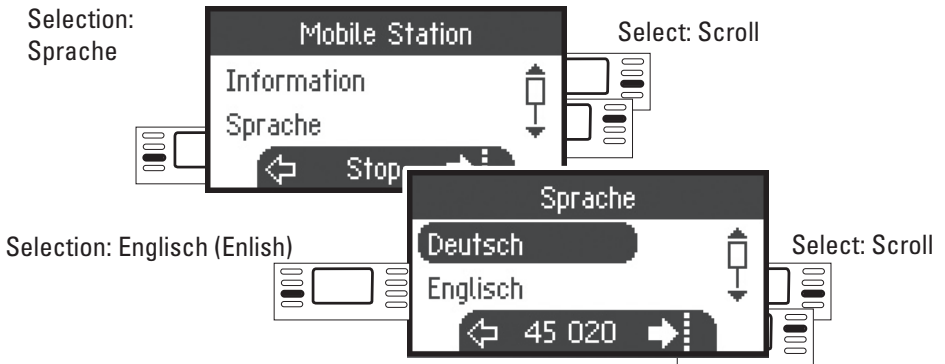 Selection:
Sprache
Mobile Station
Select: Scroll
Information
Sprache
Stop
Sprache
Selection: Englisch (Enlish)
Deutsch
Select: Scroll
Englisch
45 020